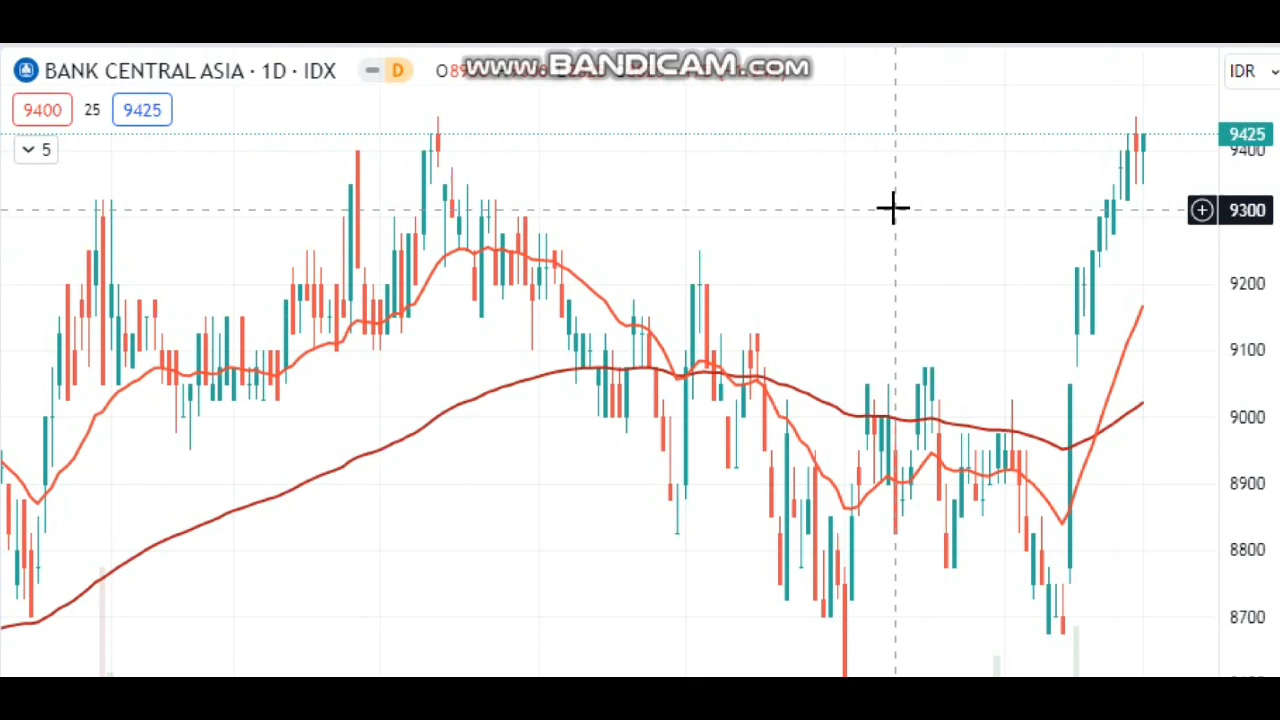 www.BANDICAM.com
BANK CENTRAL ASIA · 1D · IDX
D
IDR
9400 25 9425
5
9425
9400
9300
9200
9100
9000
8900
8800
8700